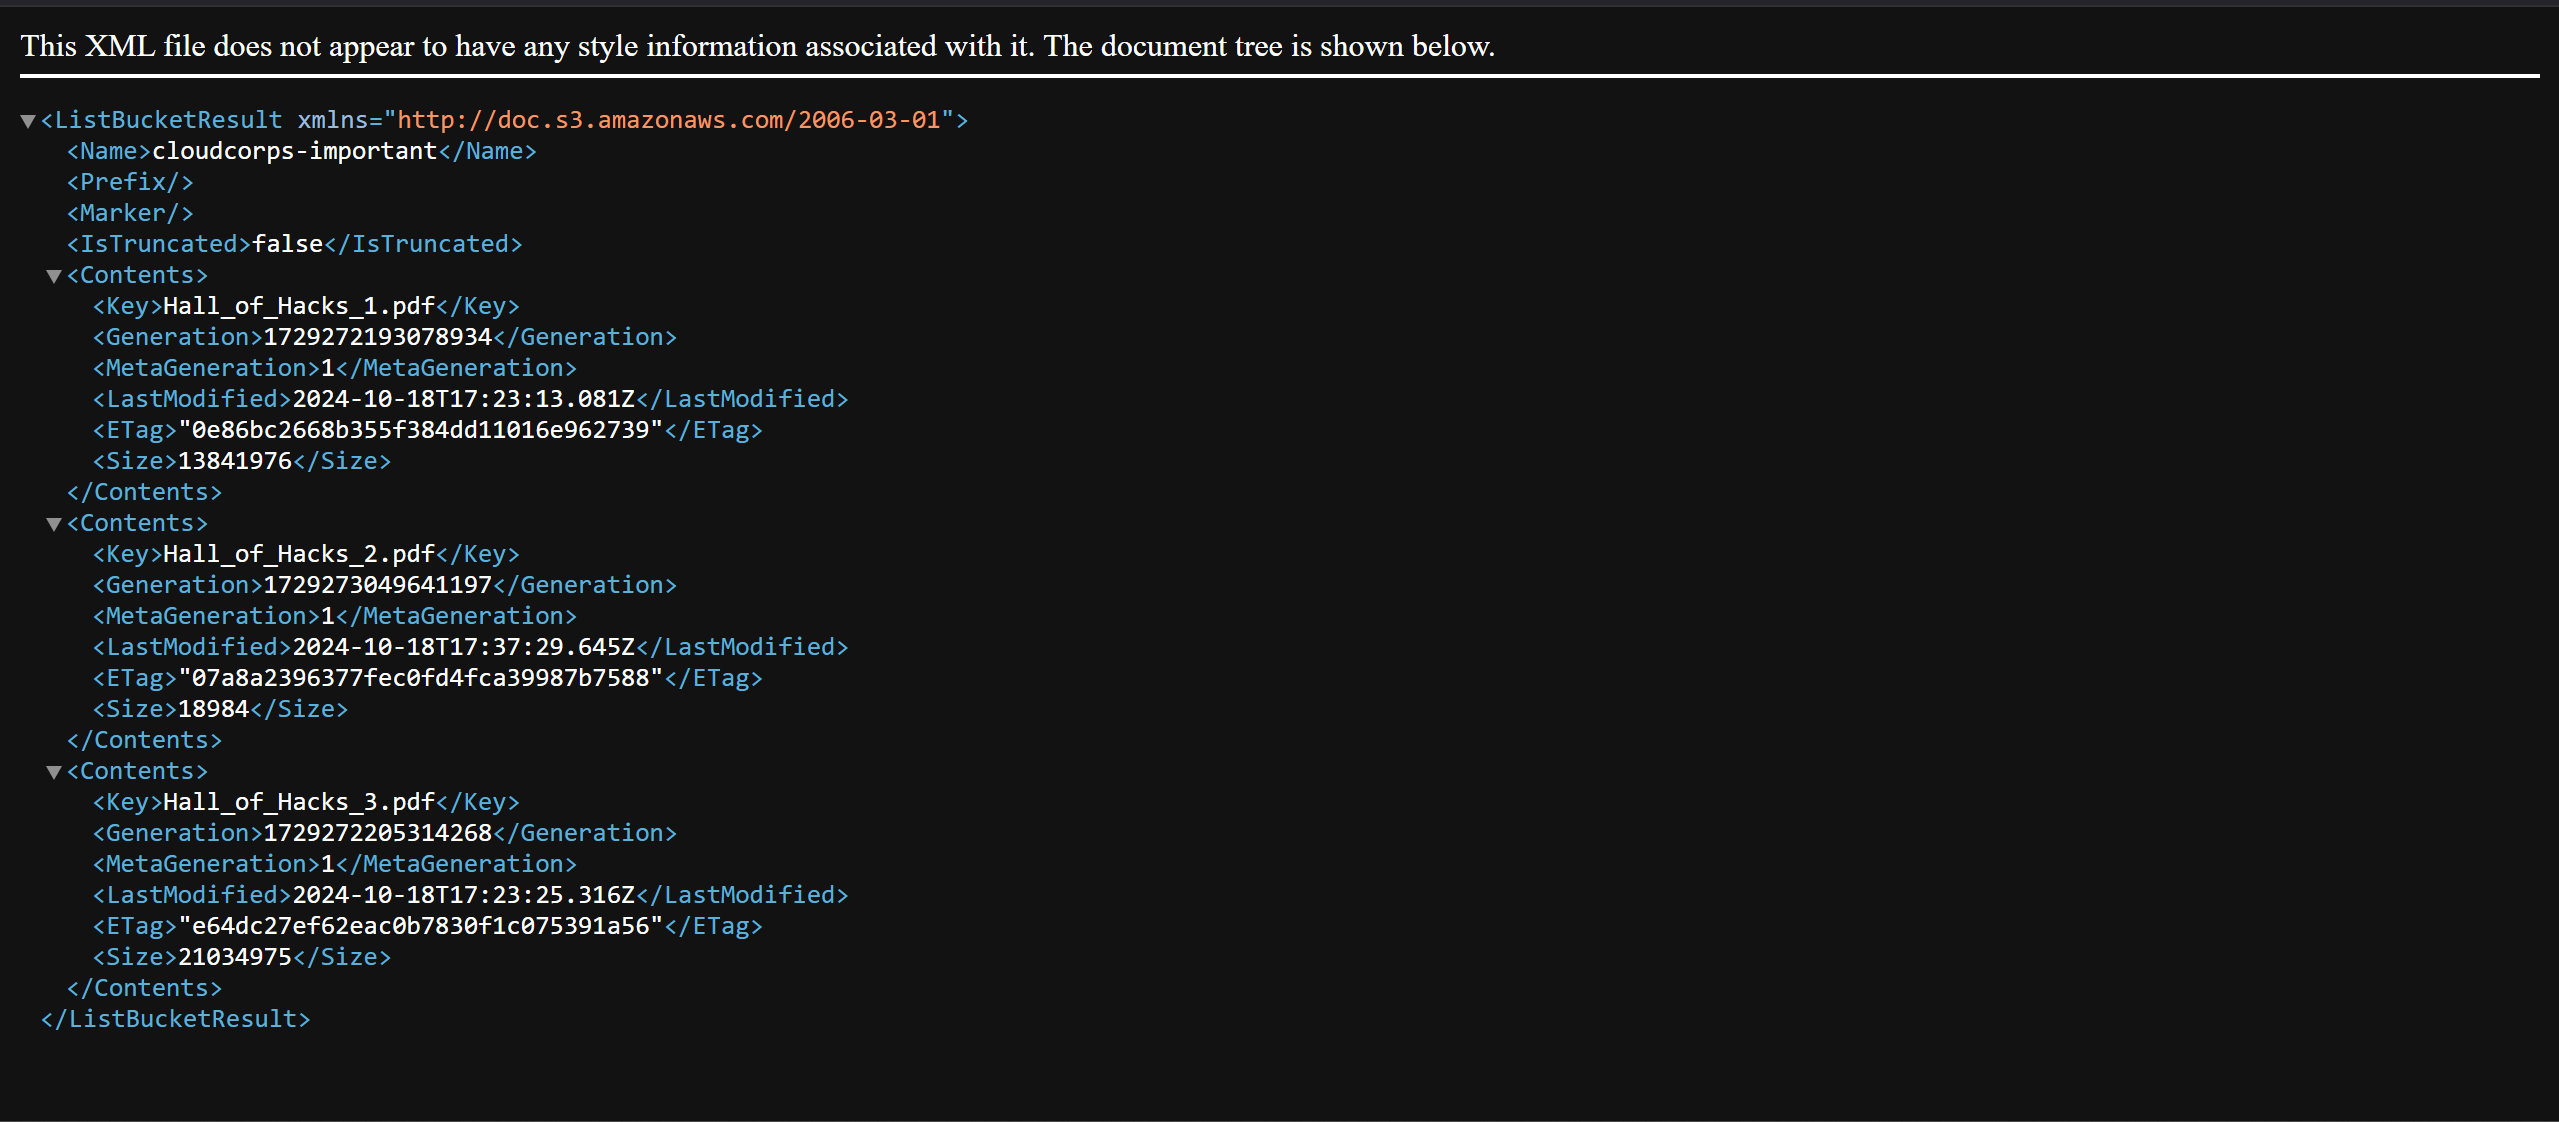 This XML file does not appear to have any style information associated with it. The document tree is shown below.
▼<ListBucketResult xmlns="http://doc.s3.amazonaws.com/2006-03-01">
<Name>cloudcorps-important</Name>
<Prefix/>
<Marker/>
<IsTruncated>false</IsTruncated>
▼<Contents>
<Key>Hall_of_Hacks_1.pdf</Key>
<Generation>1729272193078934</Generation>
<MetaGeneration>1</MetaGeneration>
<LastModified>2024-10-18T17:23:13.081Z</LastModified>
<ETag>"0e86bc2668b355f384dd11016e962739"</ETag>
<Size>13841976</Size>
</Contents>
▼<Contents>
<Key>Hall_of_Hacks_2.pdf</Key>
<Generation>1729273049641197</Generation>
<MetaGeneration>1</MetaGeneration>
<LastModified>2024-10-18T17:37:29.645Z</LastModified>
<ETag>"07a8a2396377fec0fd4fca39987b7588"</ETag>
<Size>18984</Size>
</Contents>
▼<Contents>
<Key>Hall_of_Hacks_3.pdf</Key>
<Generation>1729272205314268</Generation>
<MetaGeneration>1</MetaGeneration>
<LastModified>2024-10-18T17:23:25.316Z</LastModified>
<ETag>"e64dc27ef62eac0b7830f1c075391a56"</ETag>
<Size>21034975</Size>
</Contents>
</ListBucketResult>